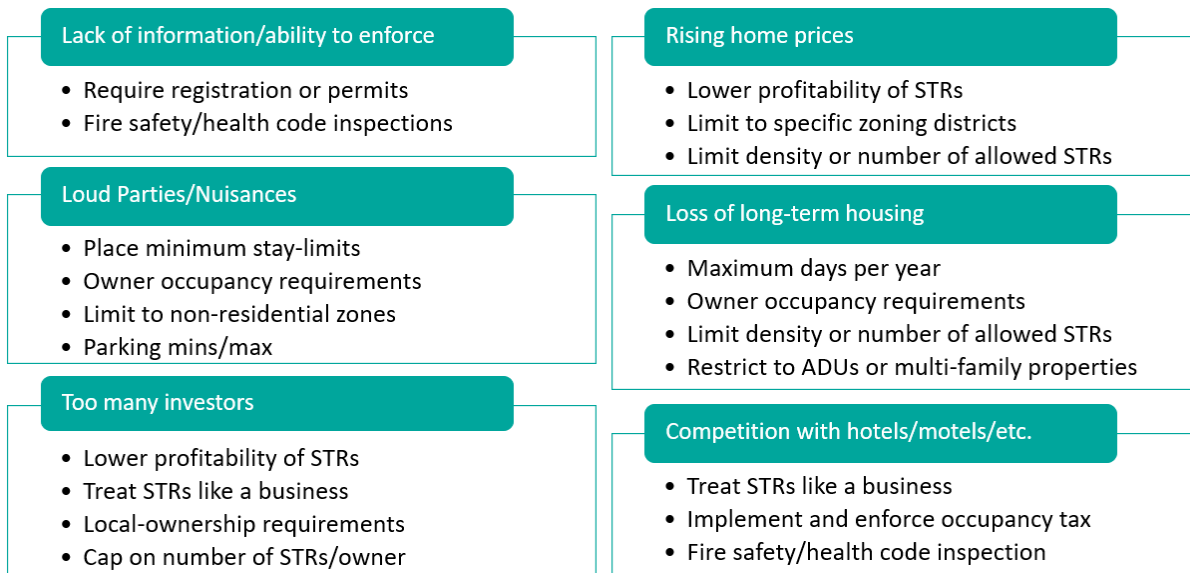 Lack of information/ability to enforce
• Require registration or permits
• Fire safety/health code inspections
Loud Parties/Nuisances
• Place minimum stay-limits
• Owner occupancy requirements
• Limit to non-residential zones
• Parking mins/max
Too many investors
• Lower profitability of STRs
• Treat STRs like a business
• Local-ownership requirements
• Cap on number of STRs/owner
Rising home prices
• Lower profitability of STRs
• Limit to specific zoning districts
• Limit density or number of allowed STRs
Loss of long-term housing
• Maximum days per year
• Owner occupancy requirements
• Limit density or number of allowed STRs
• Restrict to ADUs or multi-family properties
Competition with hotels/motels/etc.
• Treat STRs like a business
• Implement and enforce occupancy tax
• Fire safety/health code inspection